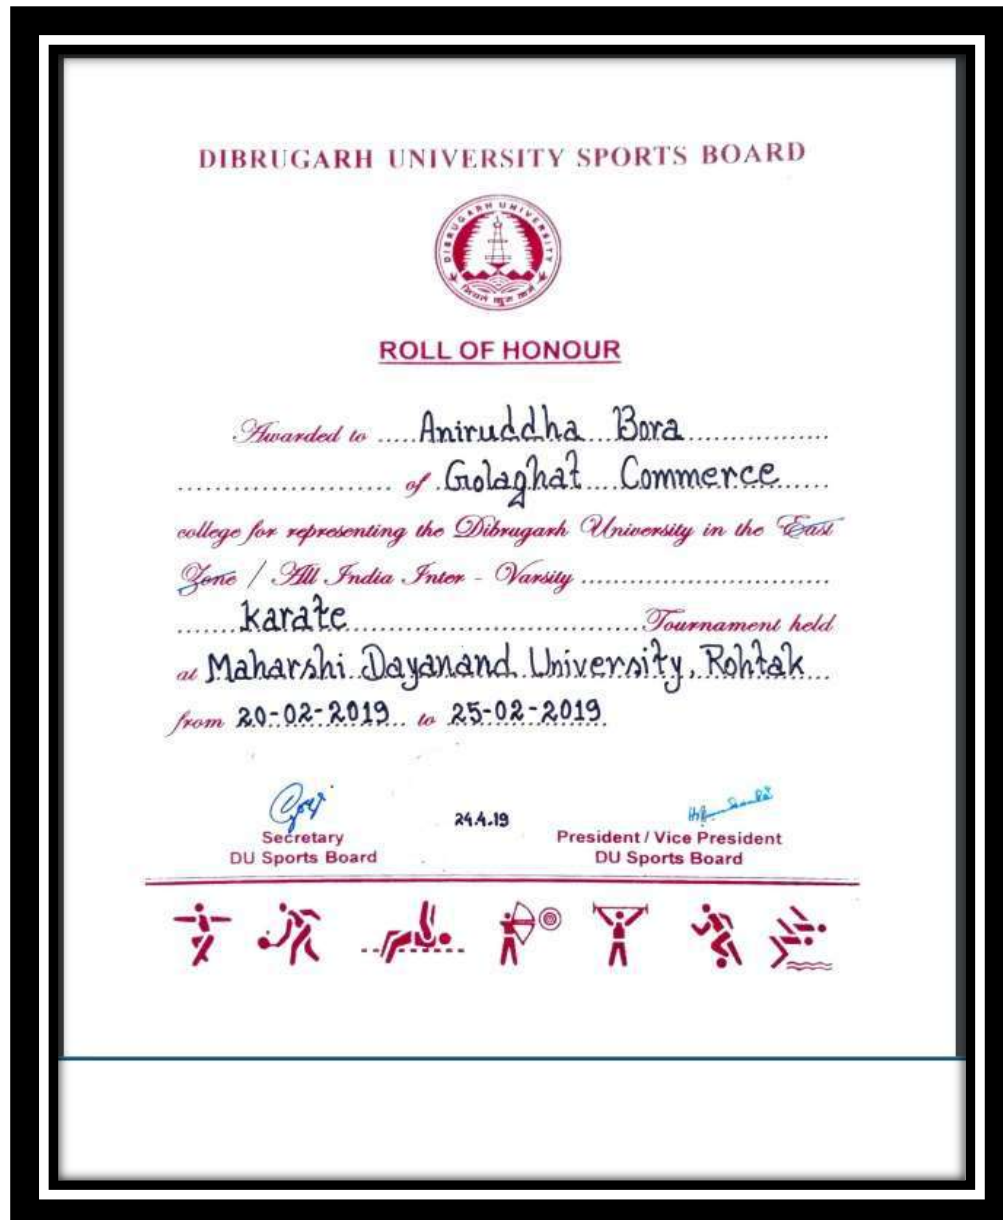 DIBRUGARH UNIVERSITY SPORTS BOARD
DIBRUGARH UNIVERSITY
ROLL OF HONOUR
Awarded to ..... Aniruddha Bora
of Golaghat Commerce
college for representing the Dibrugarh University in the East
Zone / All India Inter - Varsity
karate Tournament held
at Maharshi Dayanand University, Rohtak
from 20-02-2019 to 25-02-2019
24.4.19
Secretary President / Vice President
DU Sports Board DU Sports Board